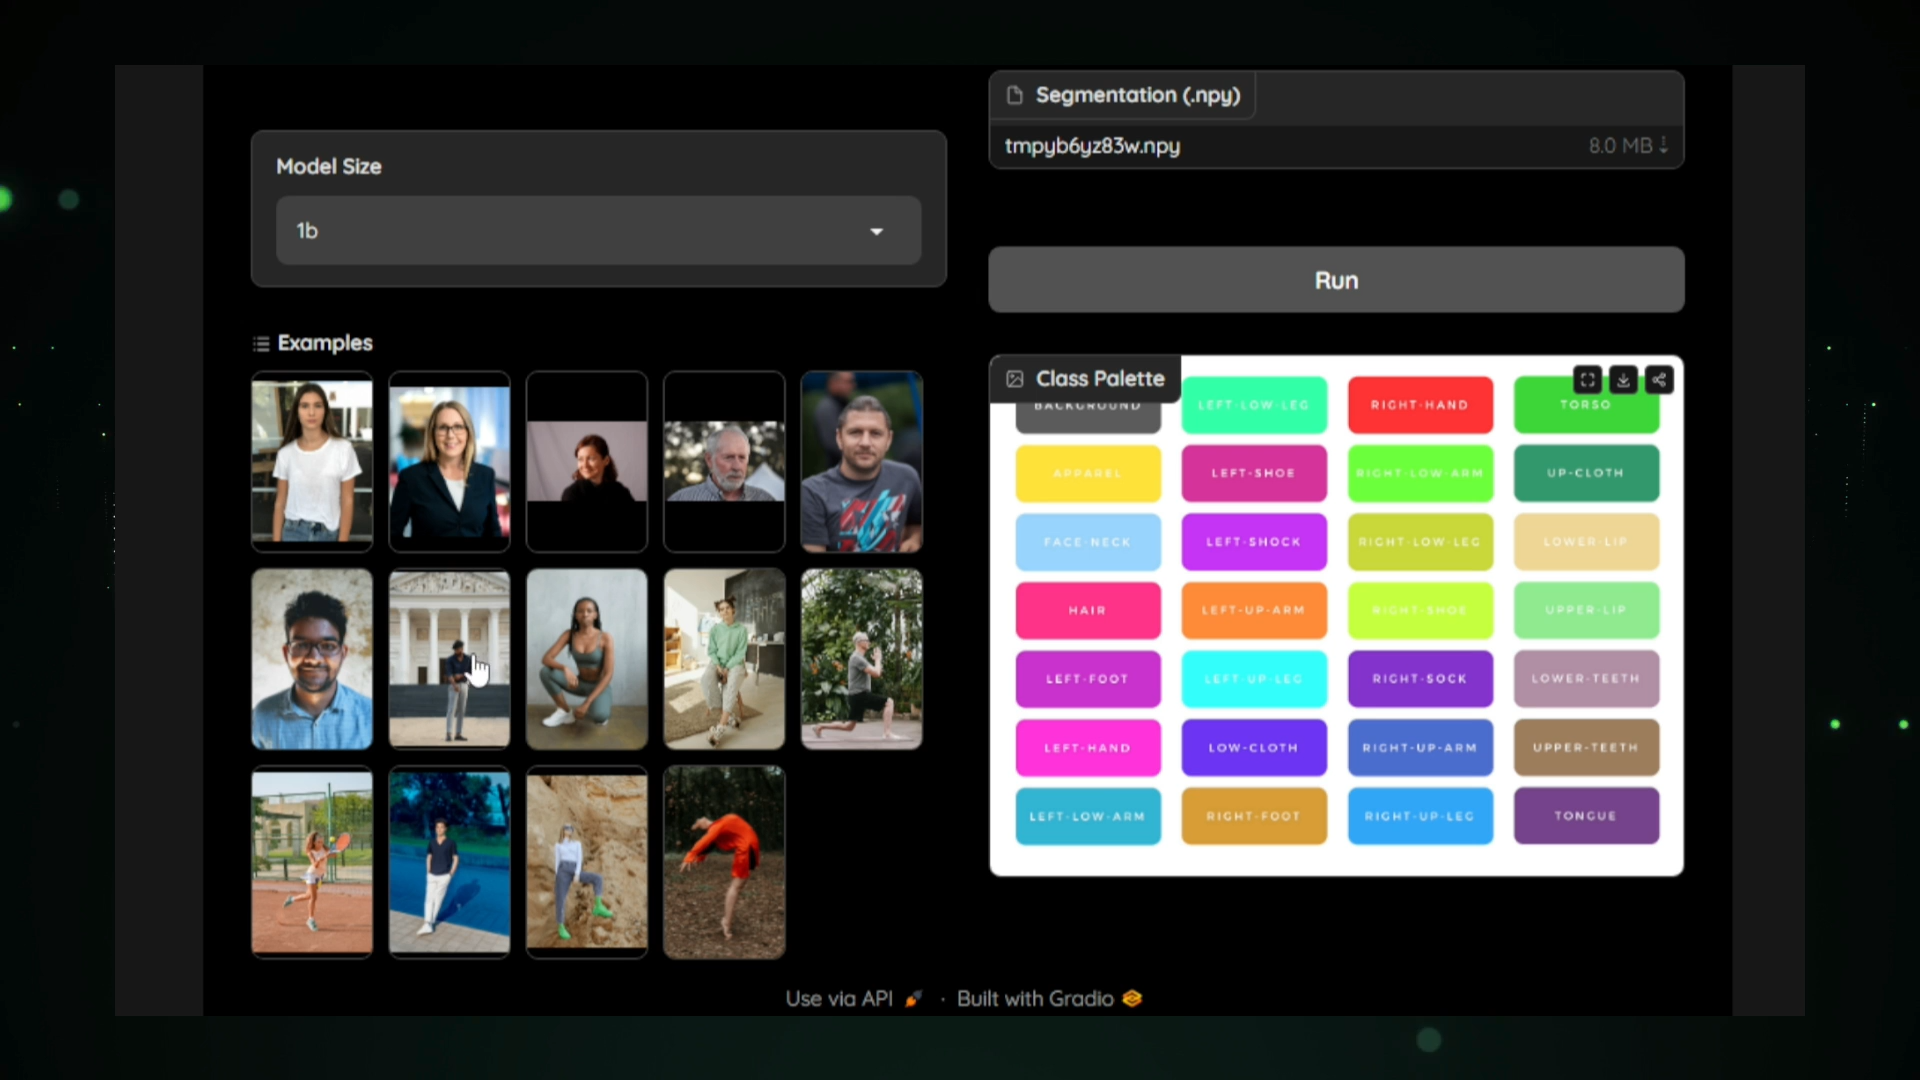 Segmentation (.npy)
tmpyb6yz83w.npy
8.0 MB
Model Size
1b
Run
Examples
Class Palette
BACKGROUND
LEFT-LOW-LEG
RIGHT-HAND
TORSO
APPAREL
LEFT-SHOE
RIGHT-LOW-ARM
UP-CLOTH
FACE-NECK
LEFT-SHOCK
RIGHT-LOW-LEG
LOWER-LIP
HAIR
LEFT-UP-ARM
RIGHT-SHOE
UPPER-LIP
LEFT-FOOT
LEFT-UP-LEG
RIGHT-SOCK
LOWER-TEETH
LEFT-HAND
LOW-CLOTH
RIGHT-UP-ARM
UPPER-TEETH
LEFT-LOW-ARM
RIGHT-FOOT
RIGHT-UP-LEG
TONGUE
Use via API · Built with Gradio